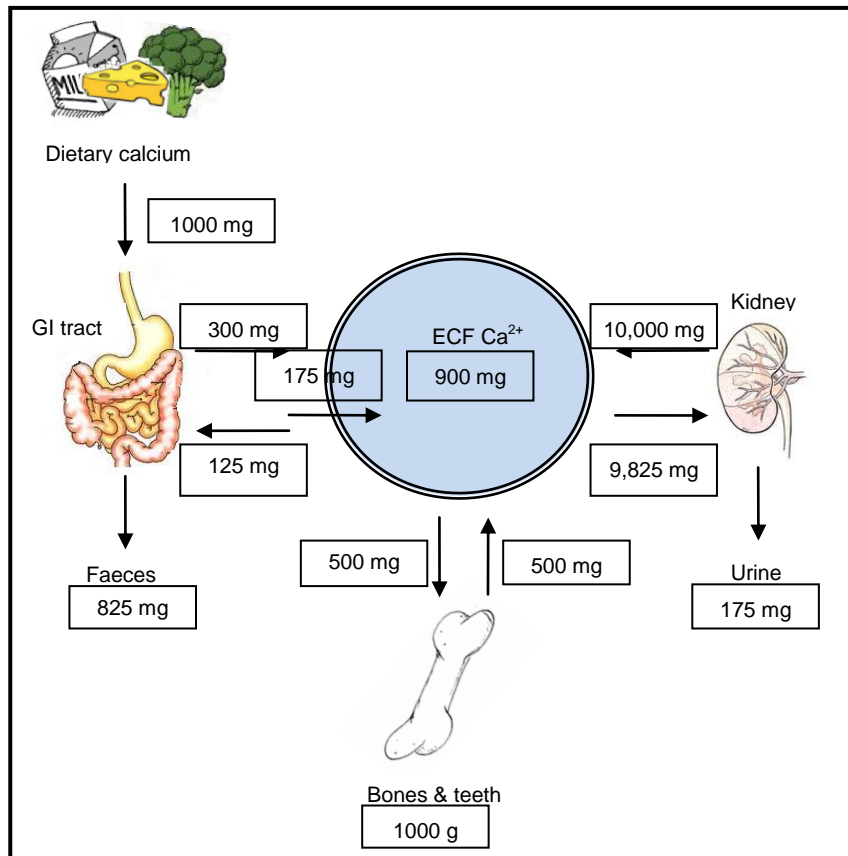 MIL
Dietary calcium
1000 mg
GI tract
300 mg
175 mg
125 mg
ECF Ca²⁺
900 mg
Kidney
10,000 mg
9,825 mg
Faeces
825 mg
500 mg
500 mg
Urine
175 mg
Bones & teeth
1000 g